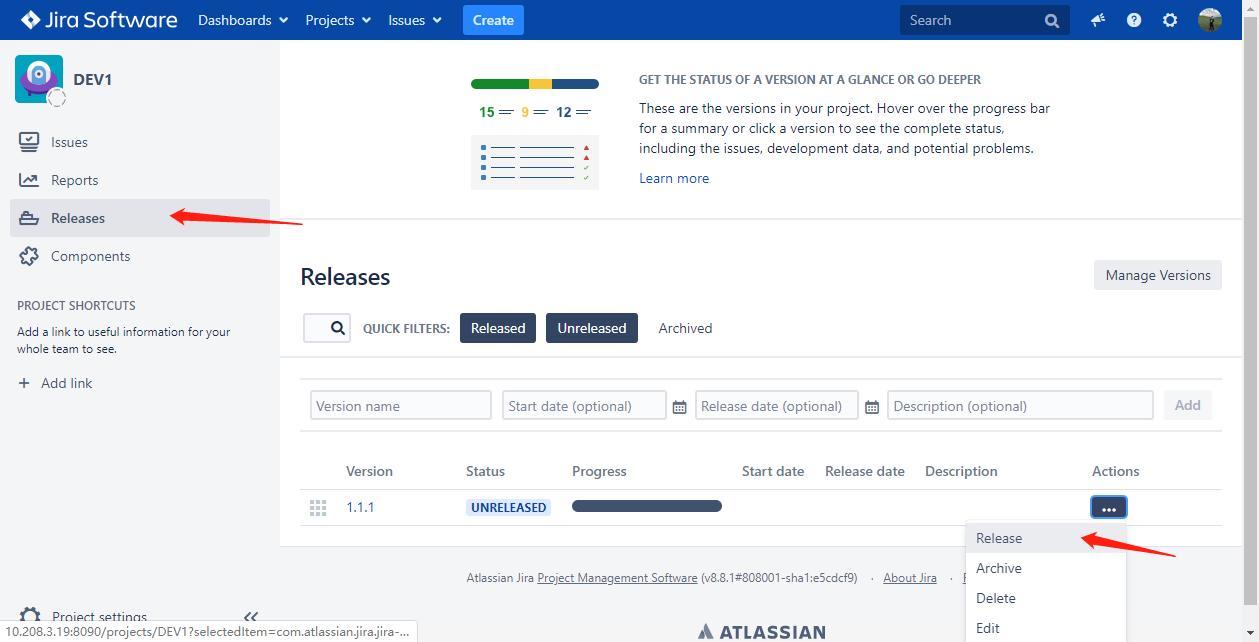 Jira Software Dashboards Projects Issues Create Search
DEV1
Issues
Reports
Releases
Components
PROJECT SHORTCUTS
Add a link to useful information for your
whole team to see.
+ Add link
Project settings
10.208.3.19:8090/projects/DEV1?selectedItem=com.atlassian.jira.jira-...
15 9 12
GET THE STATUS OF A VERSION AT A GLANCE OR GO DEEPER
These are the versions in your project. Hover over the progress bar
for a summary or click a version to see the complete status,
including the issues, development data, and potential problems.
Learn more
Releases Manage Versions
QUICK FILTERS: Released Unreleased Archived
Version name Start date (optional) Release date (optional) Description (optional) Add
Version Status Progress Start date Release date Description Actions
1.1.1 UNRELEASED ...
Release
Archive
Delete
Edit
Atlassian Jira Project Management Software (v8.8.1#808001-sha1:e5cdcf9) · About Jira ·
ATLASSIAN